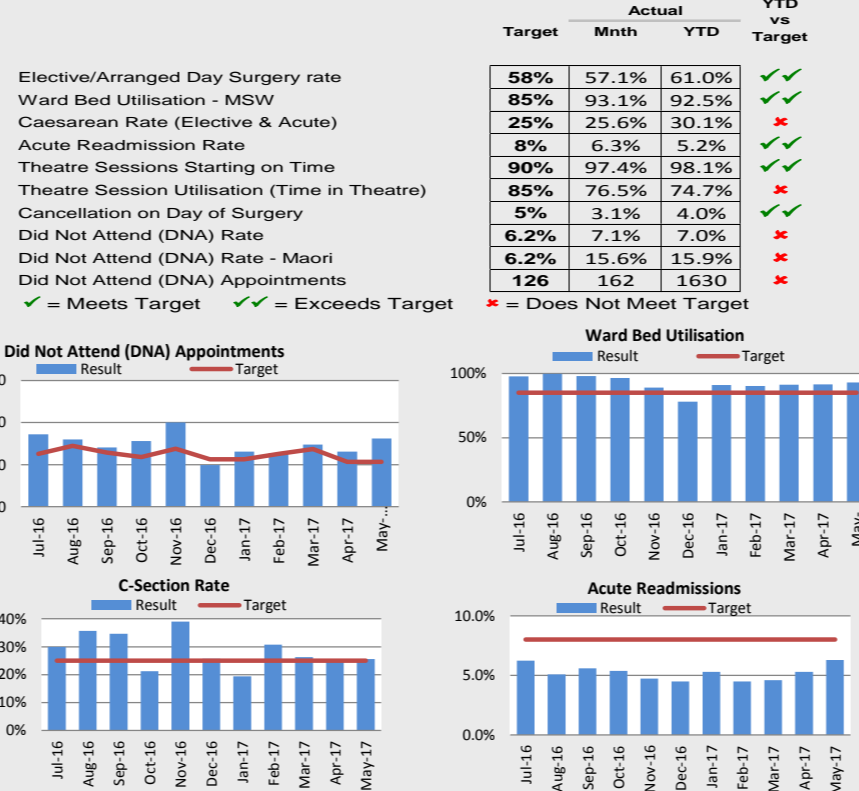 Actual
YTD
vs
Target
Target Mnth YTD
Elective/Arranged Day Surgery rate 58% 57.1% 61.0% ✓✓
Ward Bed Utilisation - MSW 85% 93.1% 92.5% ✓✓
Caesarean Rate (Elective & Acute) 25% 25.6% 30.1% ✖
Acute Readmission Rate 8% 6.3% 5.2% ✓✓
Theatre Sessions Starting on Time 90% 97.4% 98.1% ✓✓
Theatre Session Utilisation (Time in Theatre) 85% 76.5% 74.7% ✖
Cancellation on Day of Surgery 5% 3.1% 4.0% ✓✓
Did Not Attend (DNA) Rate 6.2% 7.1% 7.0% ✖
Did Not Attend (DNA) Rate - Maori 6.2% 15.6% 15.9% ✖
Did Not Attend (DNA) Appointments 126 162 1630 ✖
✓ = Meets Target ✓✓ = Exceeds Target ✖ = Does Not Meet Target
Did Not Attend (DNA) Appointments
Result Target
0
0
0
0
Jul-16 Aug-16 Sep-16 Oct-16 Nov-16 Dec-16 Jan-17 Feb-17 Mar-17 Apr-17 May-...
Ward Bed Utilisation
Result Target
100%
50%
0%
Jul-16 Aug-16 Sep-16 Oct-16 Nov-16 Dec-16 Jan-17 Feb-17 Mar-17 Apr-17 May-
C-Section Rate
Result Target
40%
30%
20%
10%
0%
Jul-16 Aug-16 Sep-16 Oct-16 Nov-16 Dec-16 Jan-17 Feb-17 Mar-17 Apr-17 May-17
Acute Readmissions
Result Target
10.0%
5.0%
0.0%
Jul-16 Aug-16 Sep-16 Oct-16 Nov-16 Dec-16 Jan-17 Feb-17 Mar-17 Apr-17 May-17